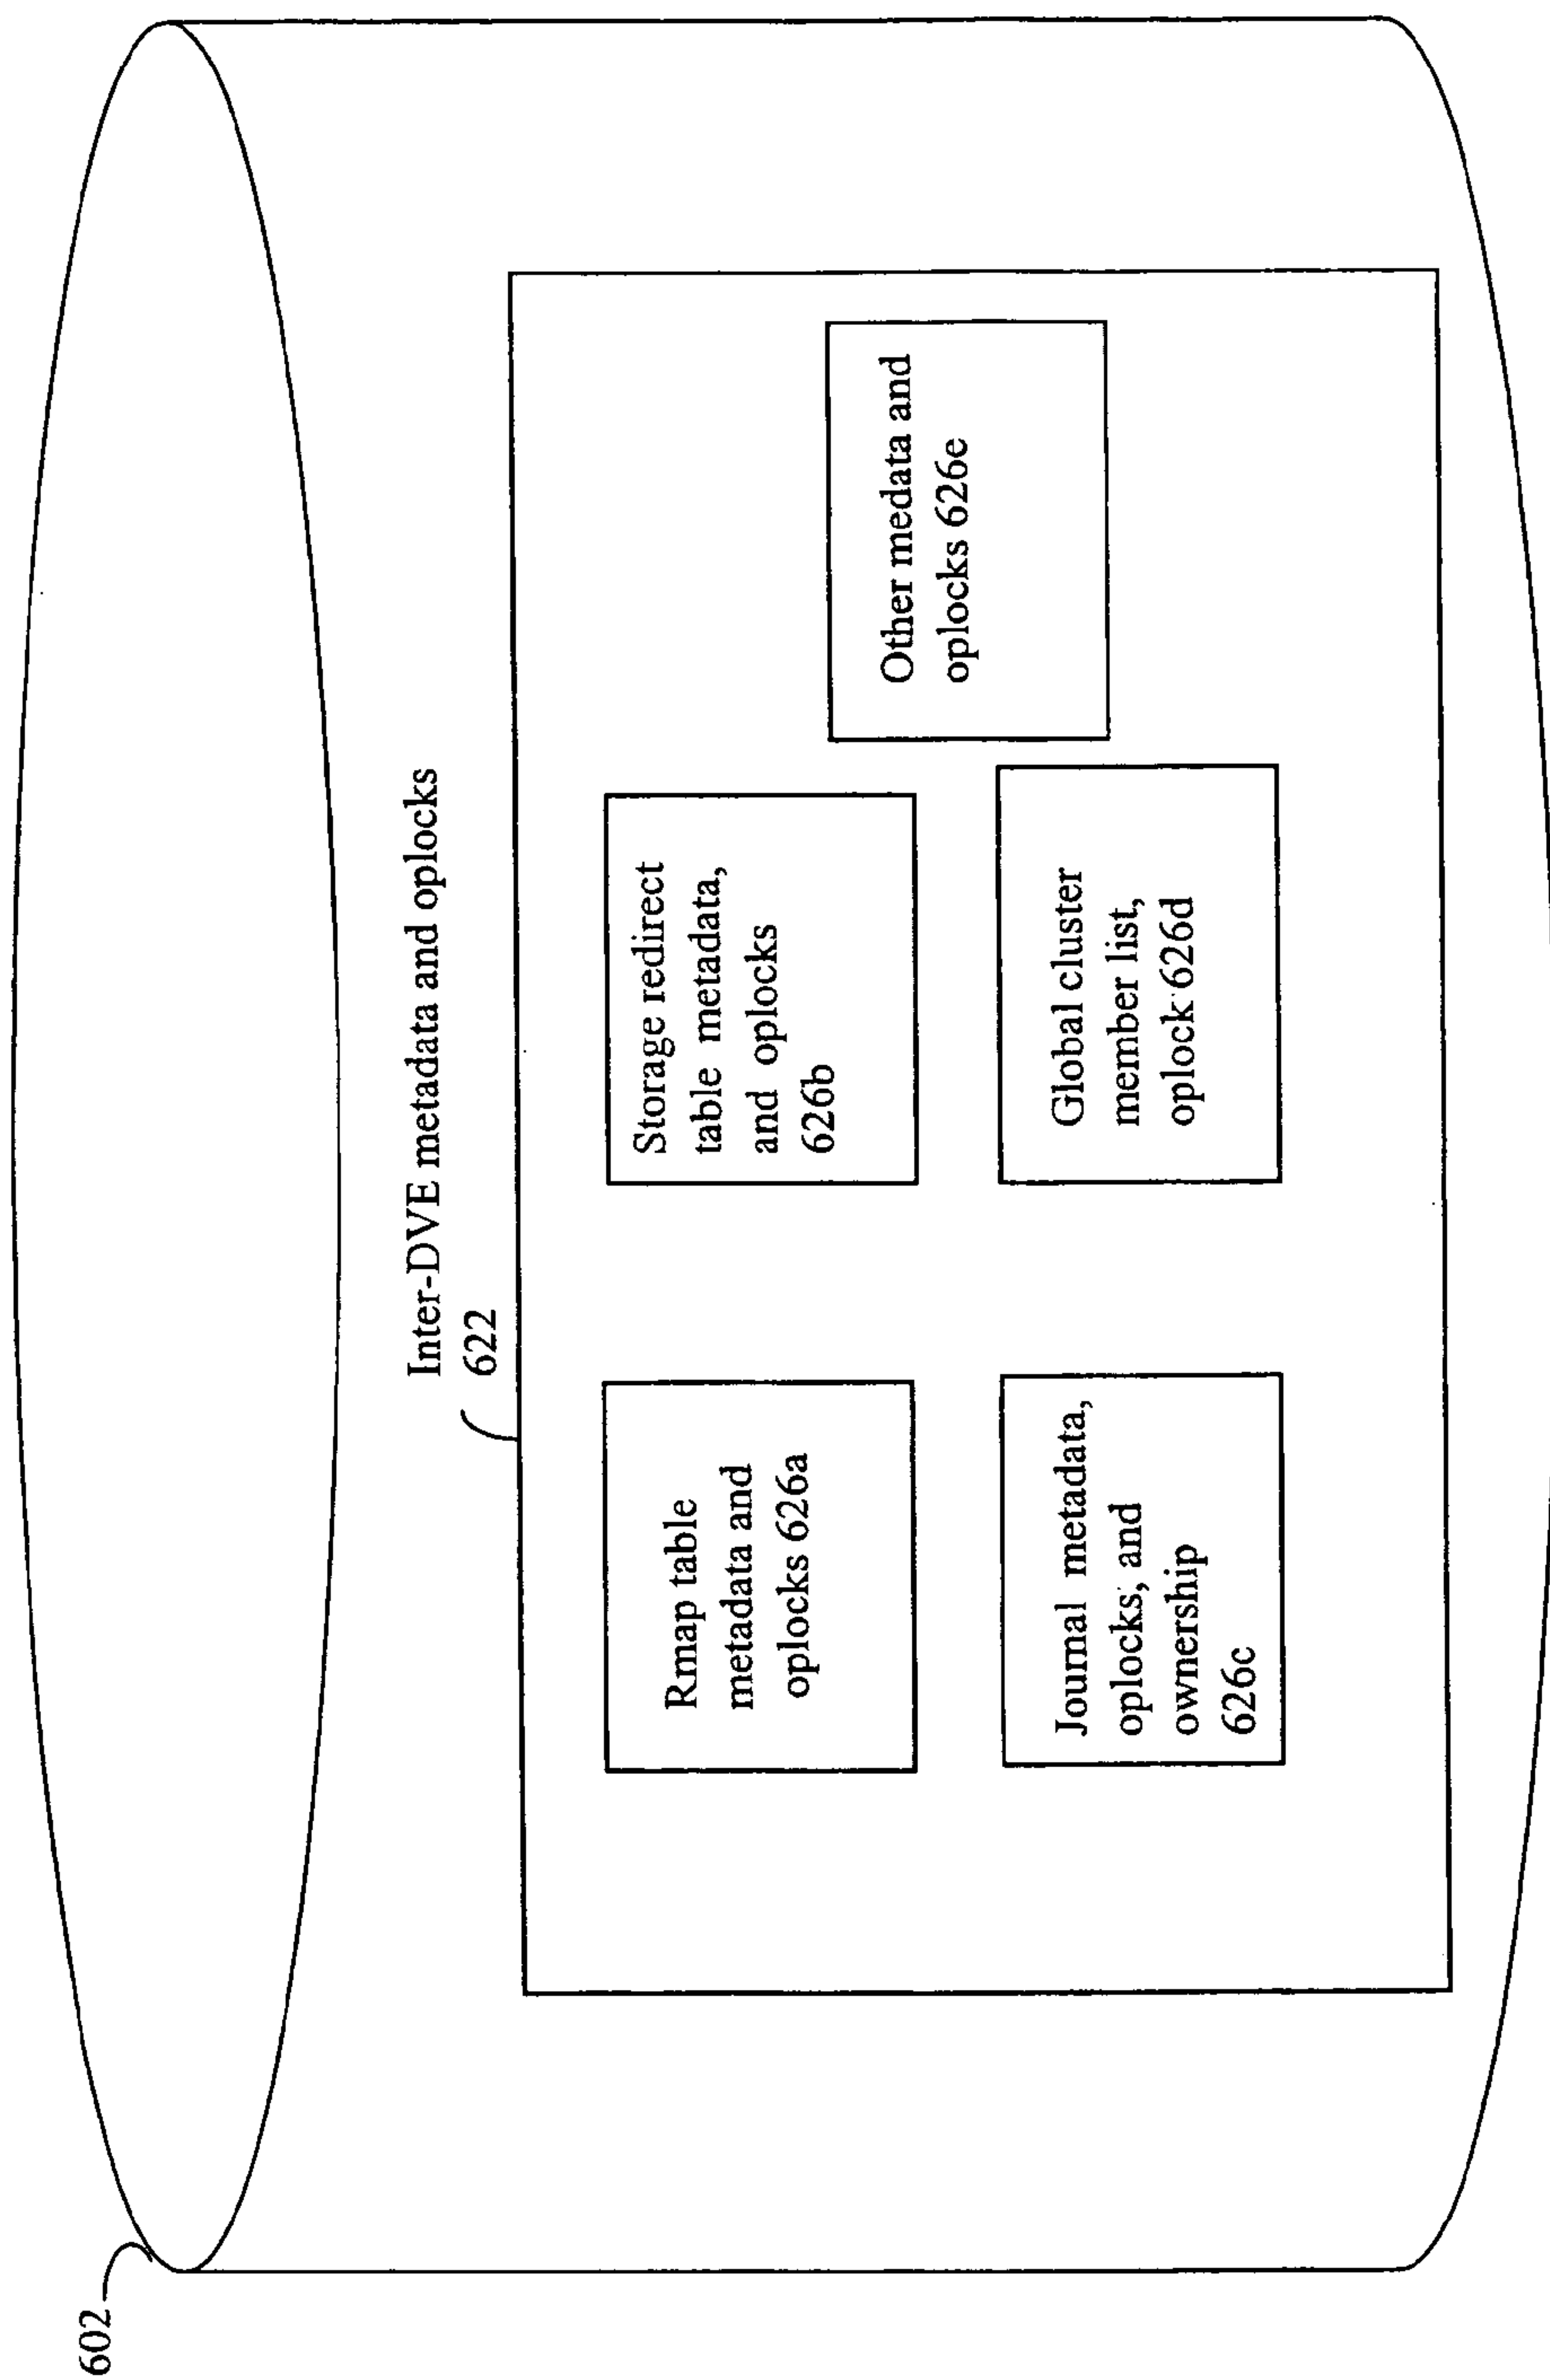 602
Inter-DVE metadata and oplocks
622
Rmap table
metadata and
oplocks 626a
Storage redirect
table metadata,
and oplocks
626b
Journal metadata,
oplocks, and
ownership
626c
Global cluster
member list,
oplock 626d
Other medata and
oplocks 626e